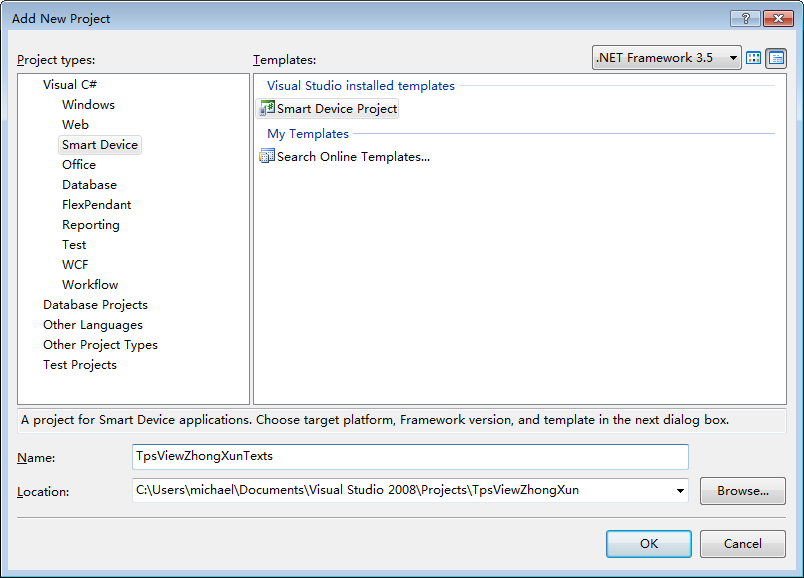 Add New Project
Project types:
Templates:
.NET Framework 3.5
Visual C#
Windows
Web
Smart Device
Office
Database
FlexPendant
Reporting
Test
WCF
Workflow
Database Projects
Other Languages
Other Project Types
Test Projects
Visual Studio installed templates
Smart Device Project
My Templates
Search Online Templates...
A project for Smart Device applications. Choose target platform, Framework version, and template in the next dialog box.
Name:
TpsViewZhongXunTexts
Location:
C:\Users\michael\Documents\Visual Studio 2008\Projects\TpsViewZhongXun
Browse...
OK
Cancel